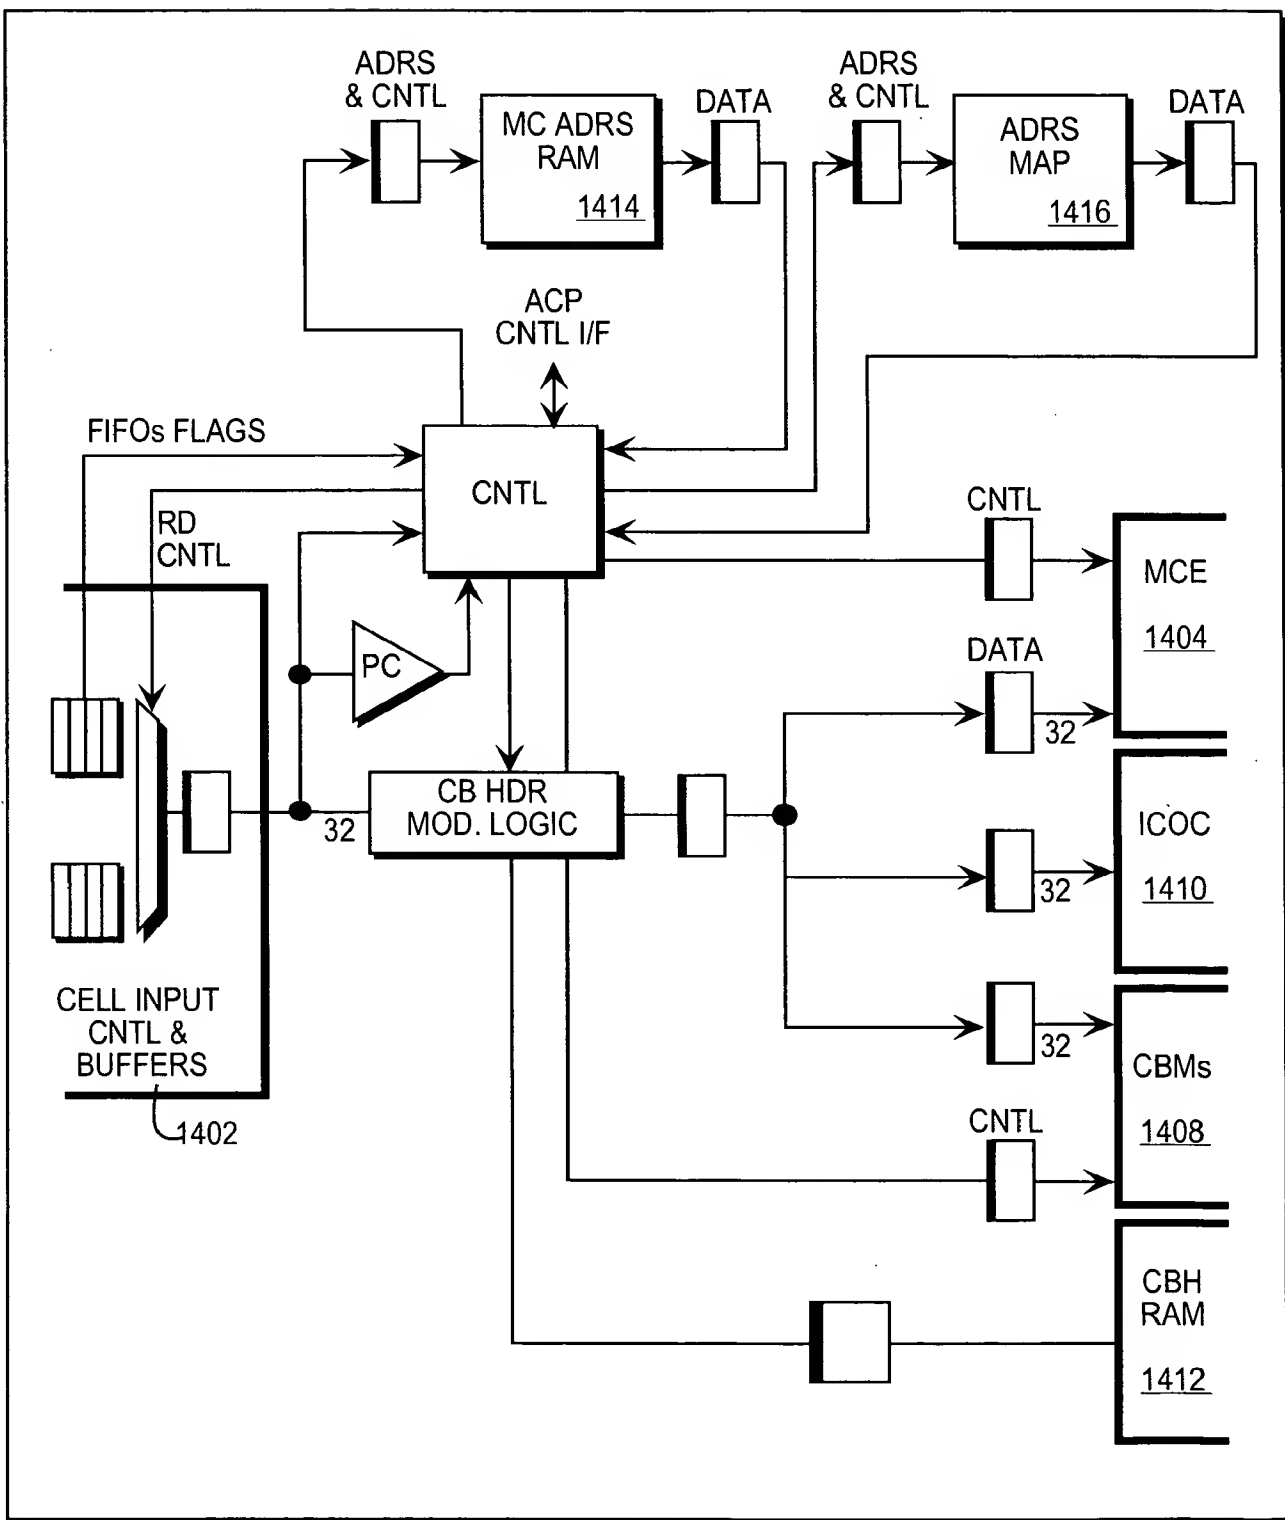 ADRS
& CNTL
MC ADRS
RAM
1414
DATA
ADRS
& CNTL
ADRS
MAP
1416
DATA
ACP
CNTL I/F
FIFOs FLAGS
CNTL
RD
CNTL
CNTL
MCE
1404
PC
DATA
32
CB HDR
MOD. LOGIC
32
ICOC
1410
32
CELL INPUT
CNTL &
BUFFERS
1402
32
CBMs
1408
CNTL
CBH
RAM
1412